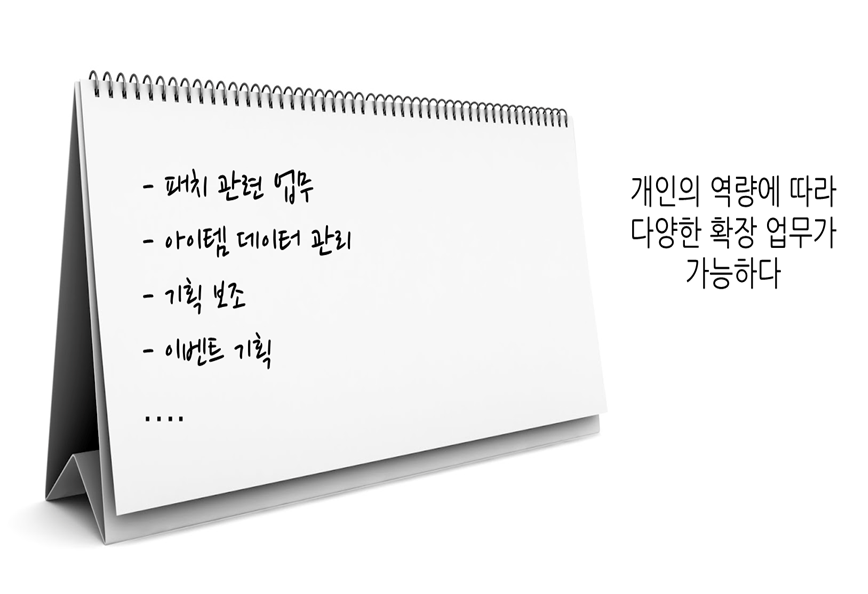 - 패치 관련 업무
- 아이템 데이터 관리
- 기획 보조
- 이벤트 기획
....
개인의 역량에 따라
다양한 확장 업무가
가능하다